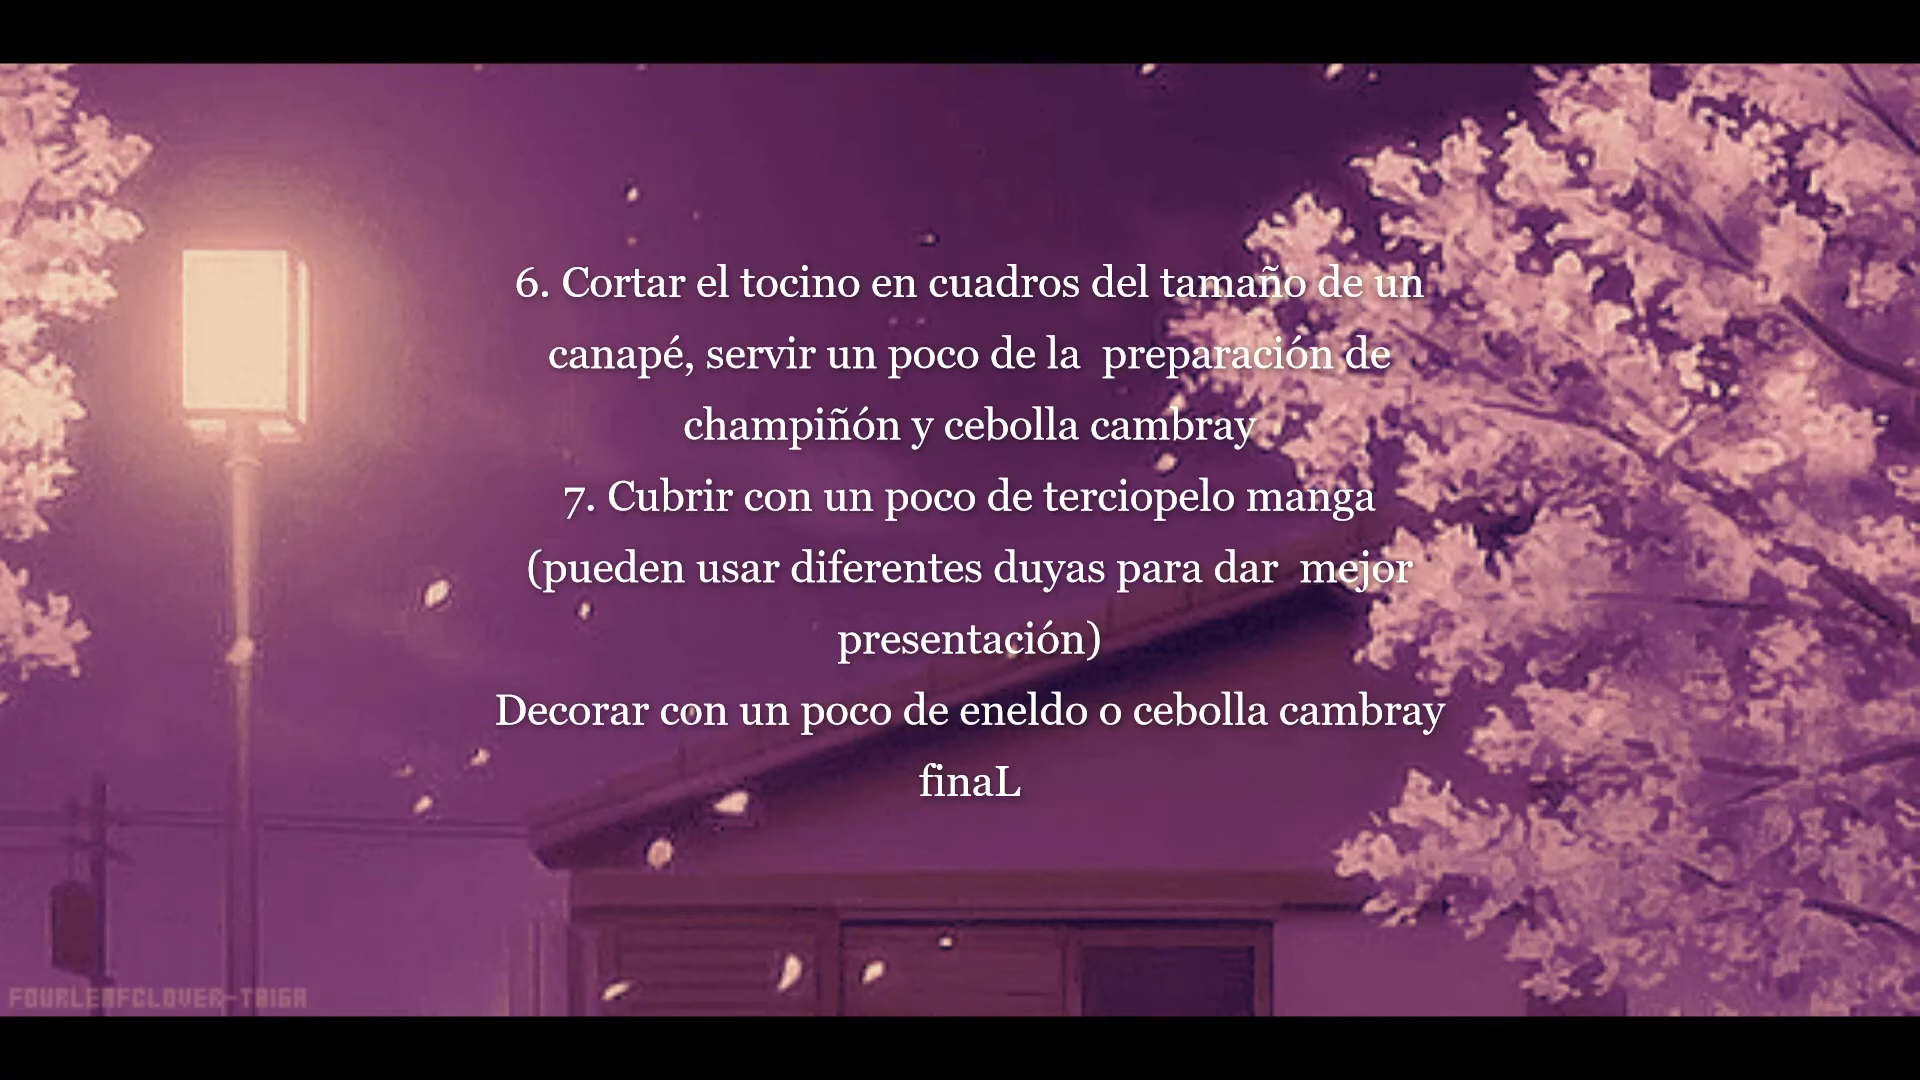 6. Cortar el tocino en cuadros del tamaño de un
canapé, servir un poco de la  preparación de
champiñón y cebolla cambray
7. Cubrir con un poco de terciopelo manga
(pueden usar diferentes duyas para dar  mejor
presentación)
Decorar con un poco de eneldo o cebolla cambray
finaL
FOURLEAFCLOVER-TAIGA